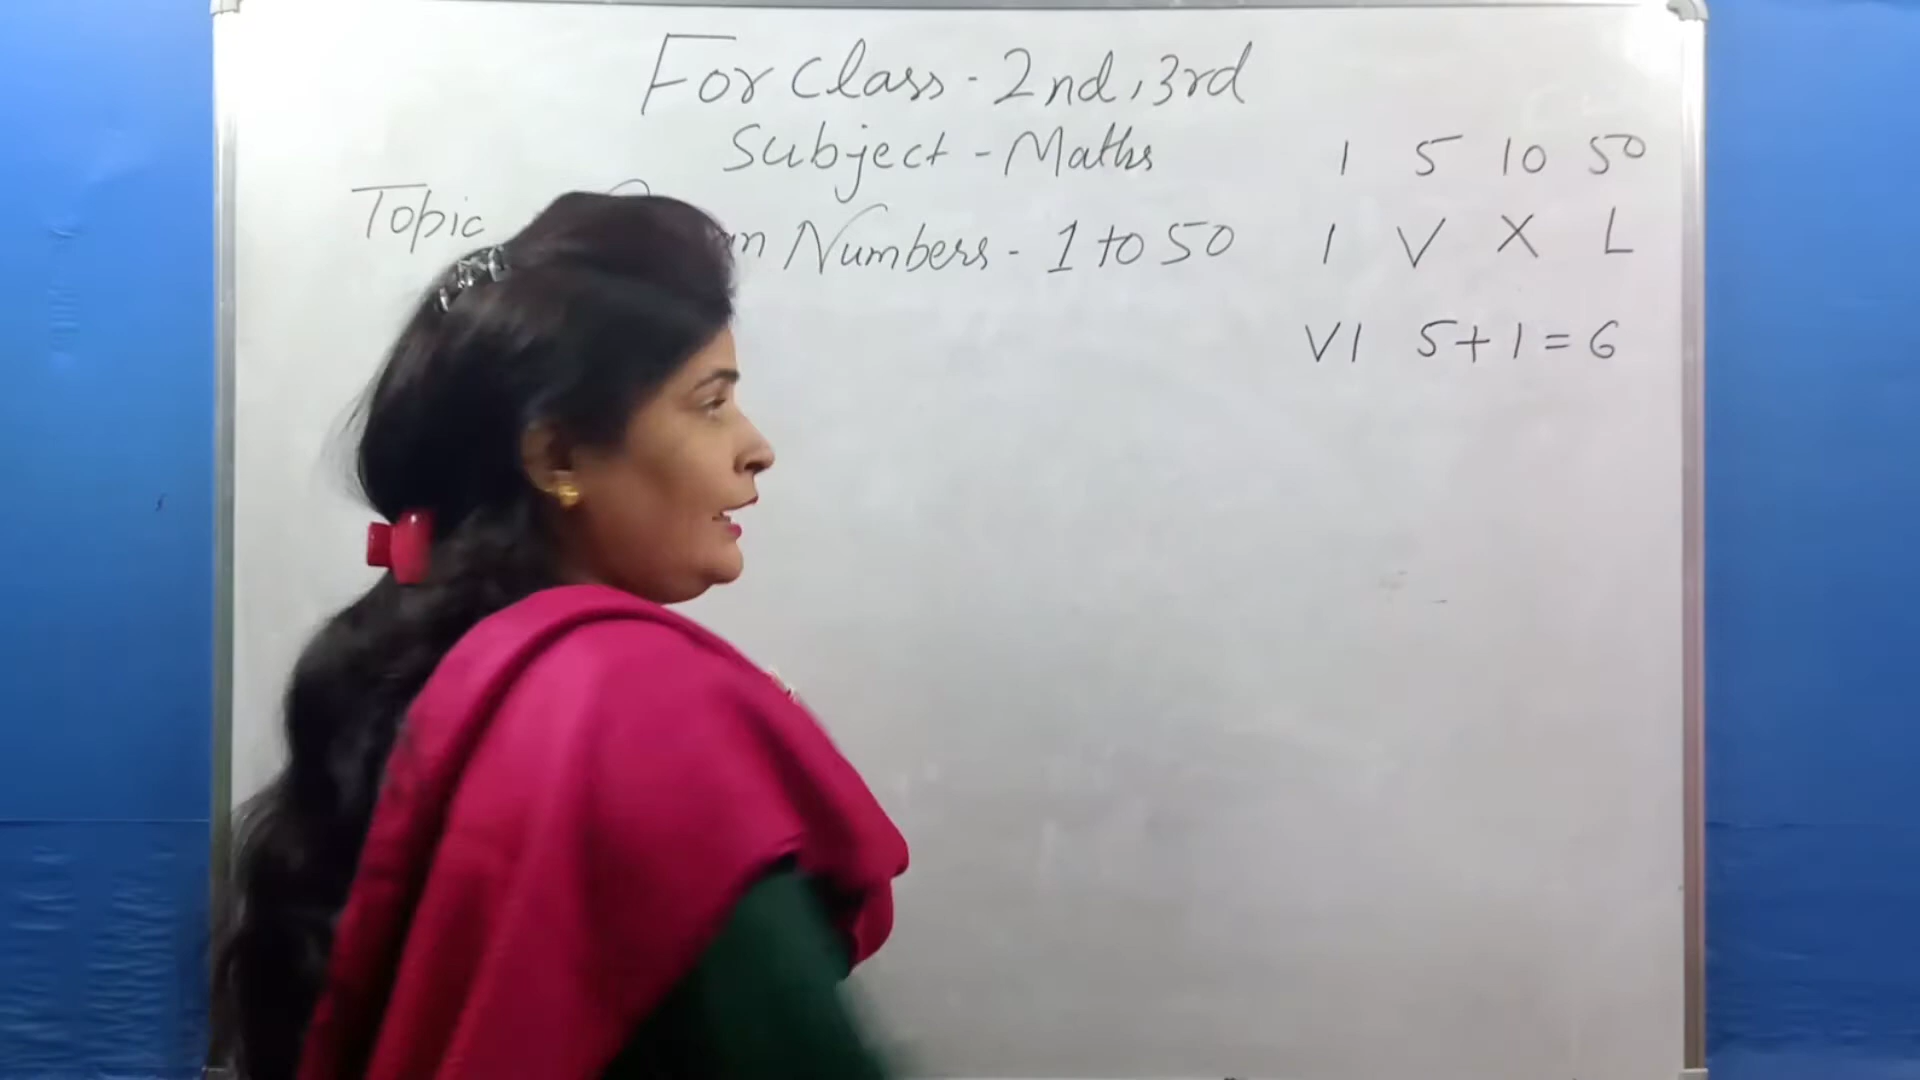 For Class - 2nd, 3rd
Subject - Maths
1 5 10 50
Topic Numbers - 1 to 50
I V X L
VI 5+1=6